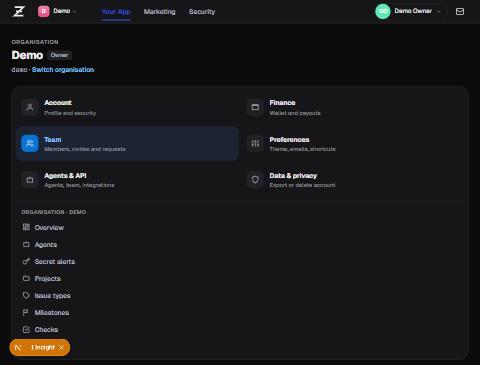 D Demo Your App Marketing Security DO Demo Owner
ORGANISATION
Demo Owner
demo · Switch organisation
Account
Profile and security
Finance
Wallet and payouts
Team
Members, invites and requests
Preferences
Theme, emails, shortcuts
Agents & API
Agents, team, integrations
Data & privacy
Export or delete account
ORGANISATION · DEMO
Overview
Agents
Secret alerts
Projects
Issue types
Milestones
Checks
1 Insight